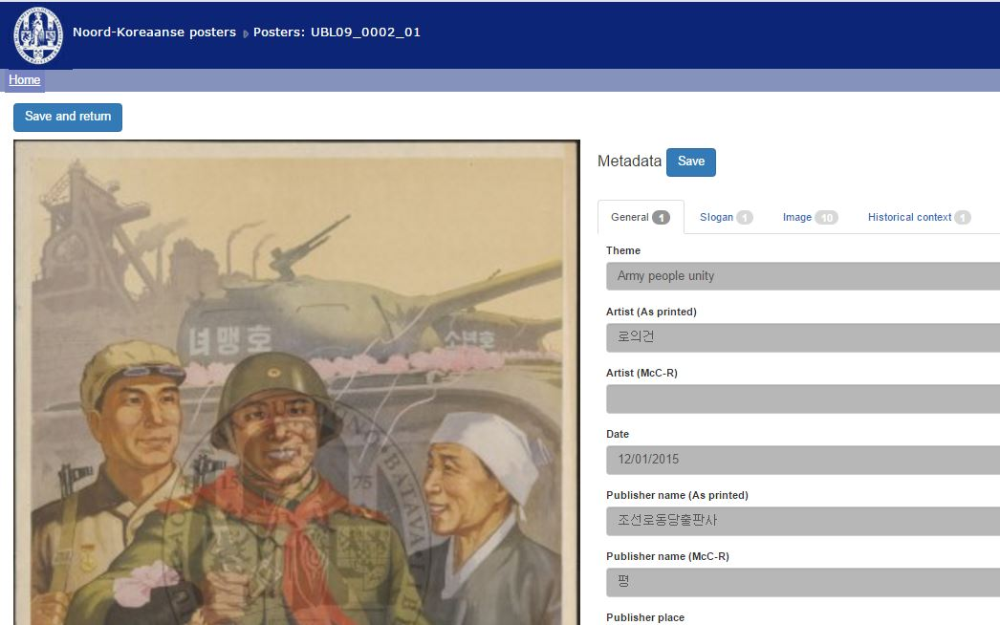 Noord-Koreaanse posters Posters: UBL09_0002_01
Home
Save and return
녀맹호
소년호
15
75
Metadata Save
General 1 Slogan 1 Image 10 Historical context 1
Theme
Army people unity
Artist (As printed)
로의건
Artist (McC-R)
Date
12/01/2015
Publisher name (As printed)
조선로동당출판사
Publisher name (McC-R)
평
Publisher place